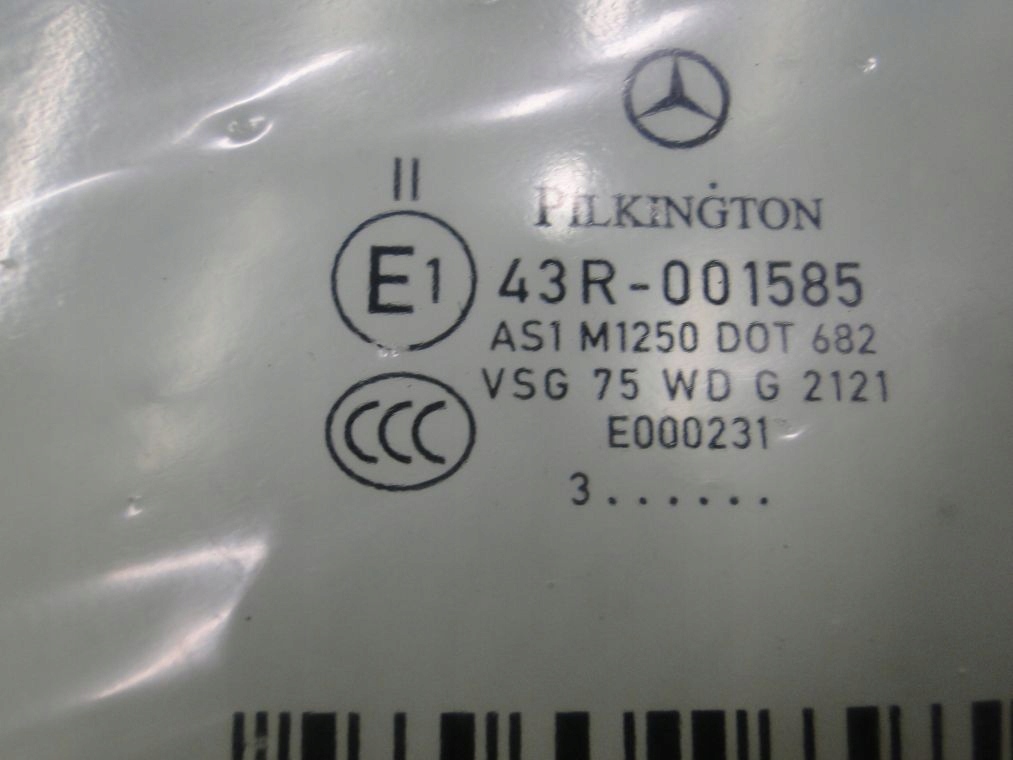 II
PILKINGTON
E1 43R-001585
AS1 M1250 DOT 682
VSG 75 WD G 2121
CCC E000231
3......